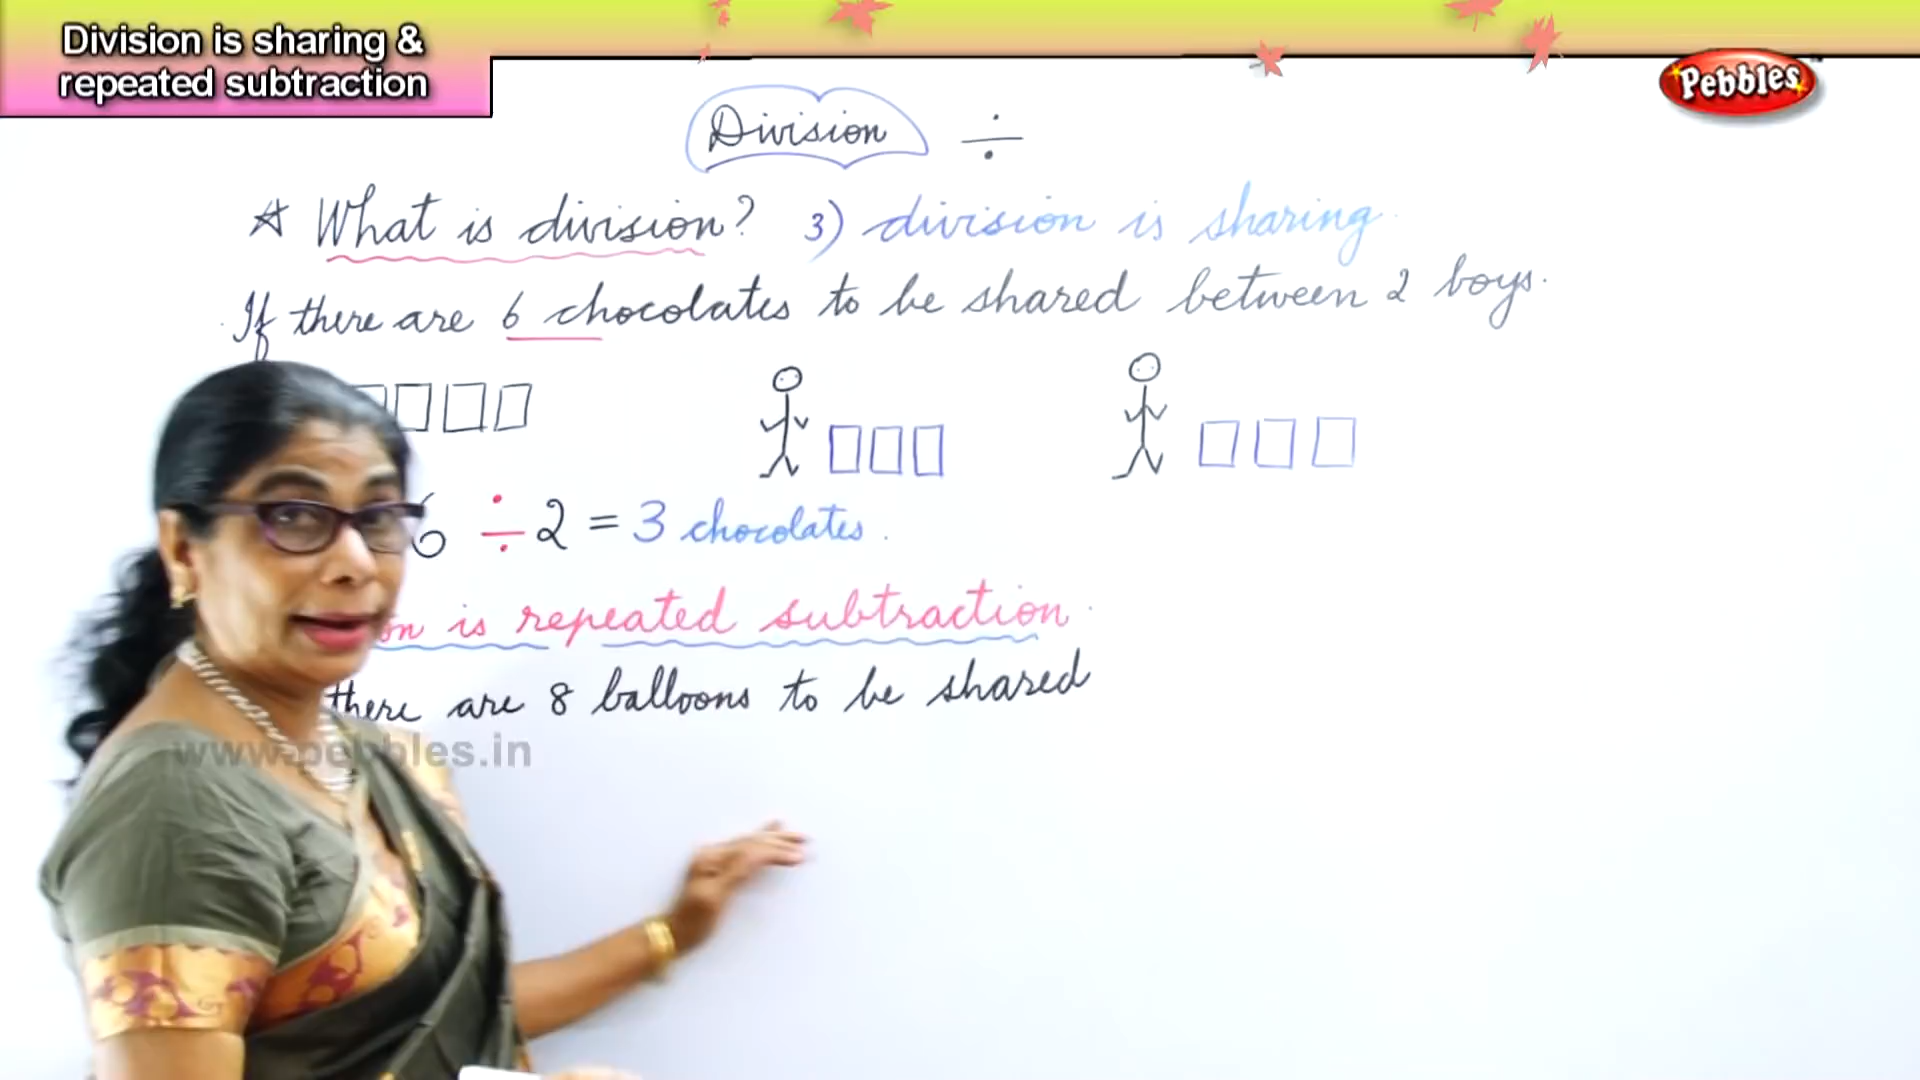 Division is sharing &
repeated subtraction
Pebbles
Division ÷
What is division? 3) division is sharing.
If there are 6 chocolates to be shared between 2 boys.
6 ÷ 2 = 3 chocolates.
on is repeated subtraction.
there are 8 balloons to be shared
www.pebbles.in